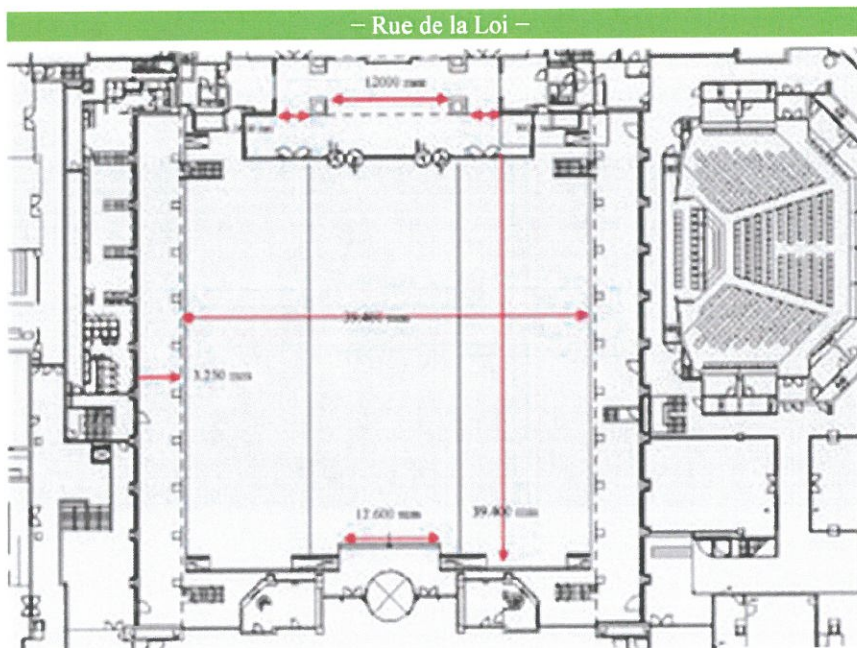 – Rue de la Loi –
12000 mm
39.400 mm
3.250 mm
12.600 mm
39.400 mm